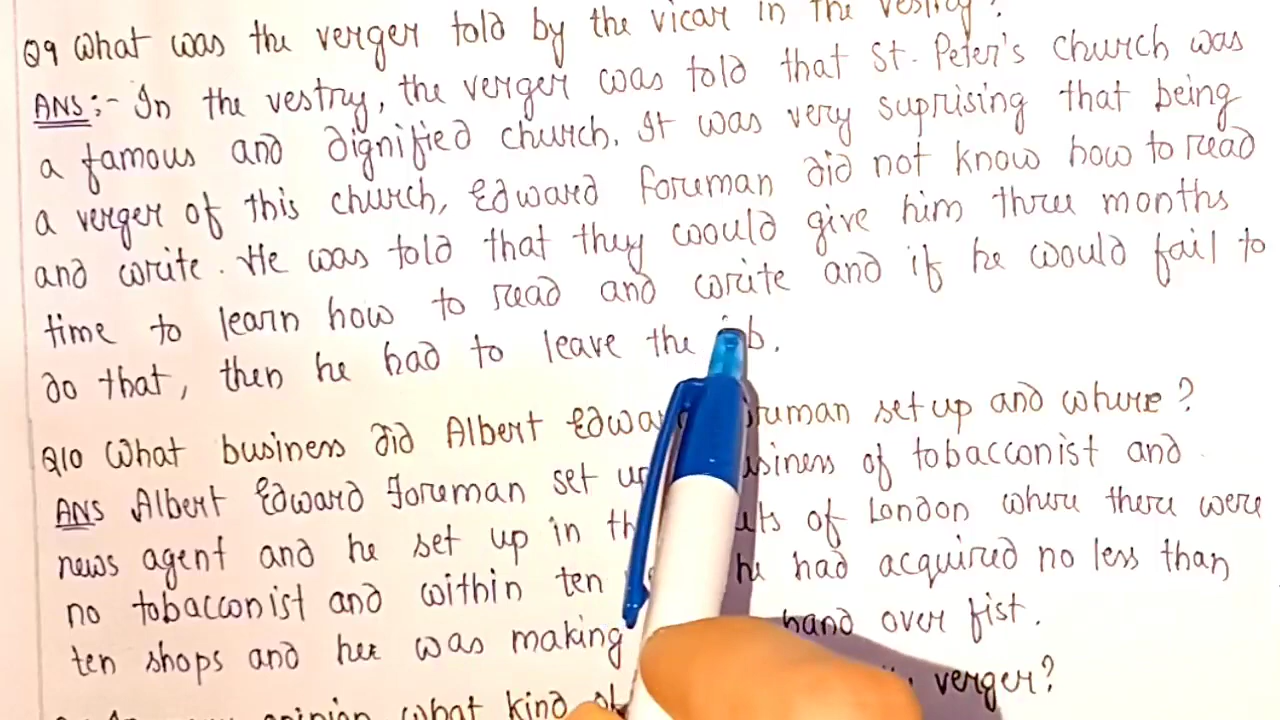 Q9 What was the verger told by the vicar in the vestry?
ANS:- In the vestry, the verger was told that St. Peter's church was
a famous and dignified church. It was very suprising that being
a verger of this church, Edward Foreman did not know how to read
and write. He was told that they coould give him three months
time to learn how to read and write and if he would fail to
do that, then he had to leave the
Q10 What business did Albert set up and where?
ANS Albert Edward Foreman set of tobacconist and
news agent and he set up in of London where there were
no tobacconist and within ten he had acquired no less than
ten shops and hee was making hand over fist.
opinion what kind verger?